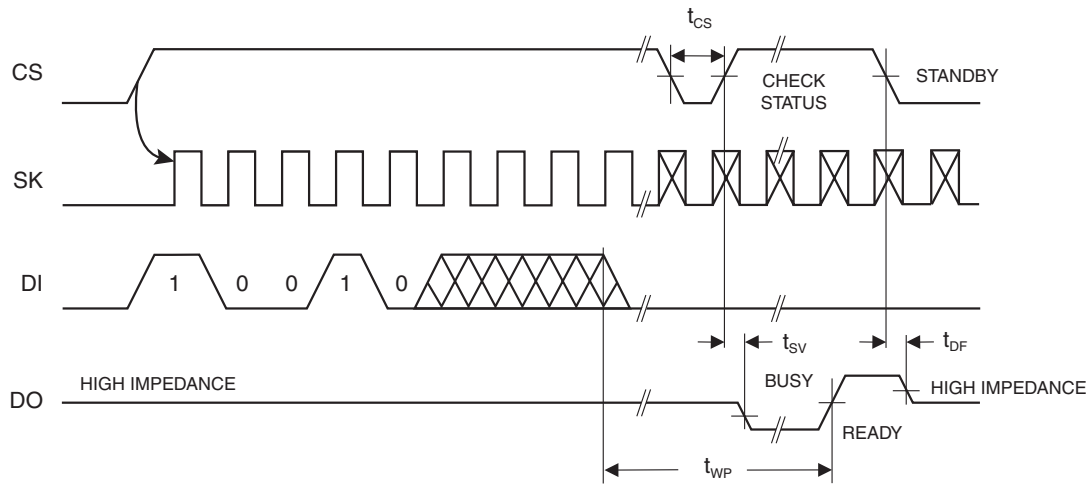 t_CS
CS
CHECK
STATUS
STANDBY
SK
DI
1 0 0 1 0
t_SV
t_DF
HIGH IMPEDANCE
BUSY
HIGH IMPEDANCE
DO
READY
t_WP